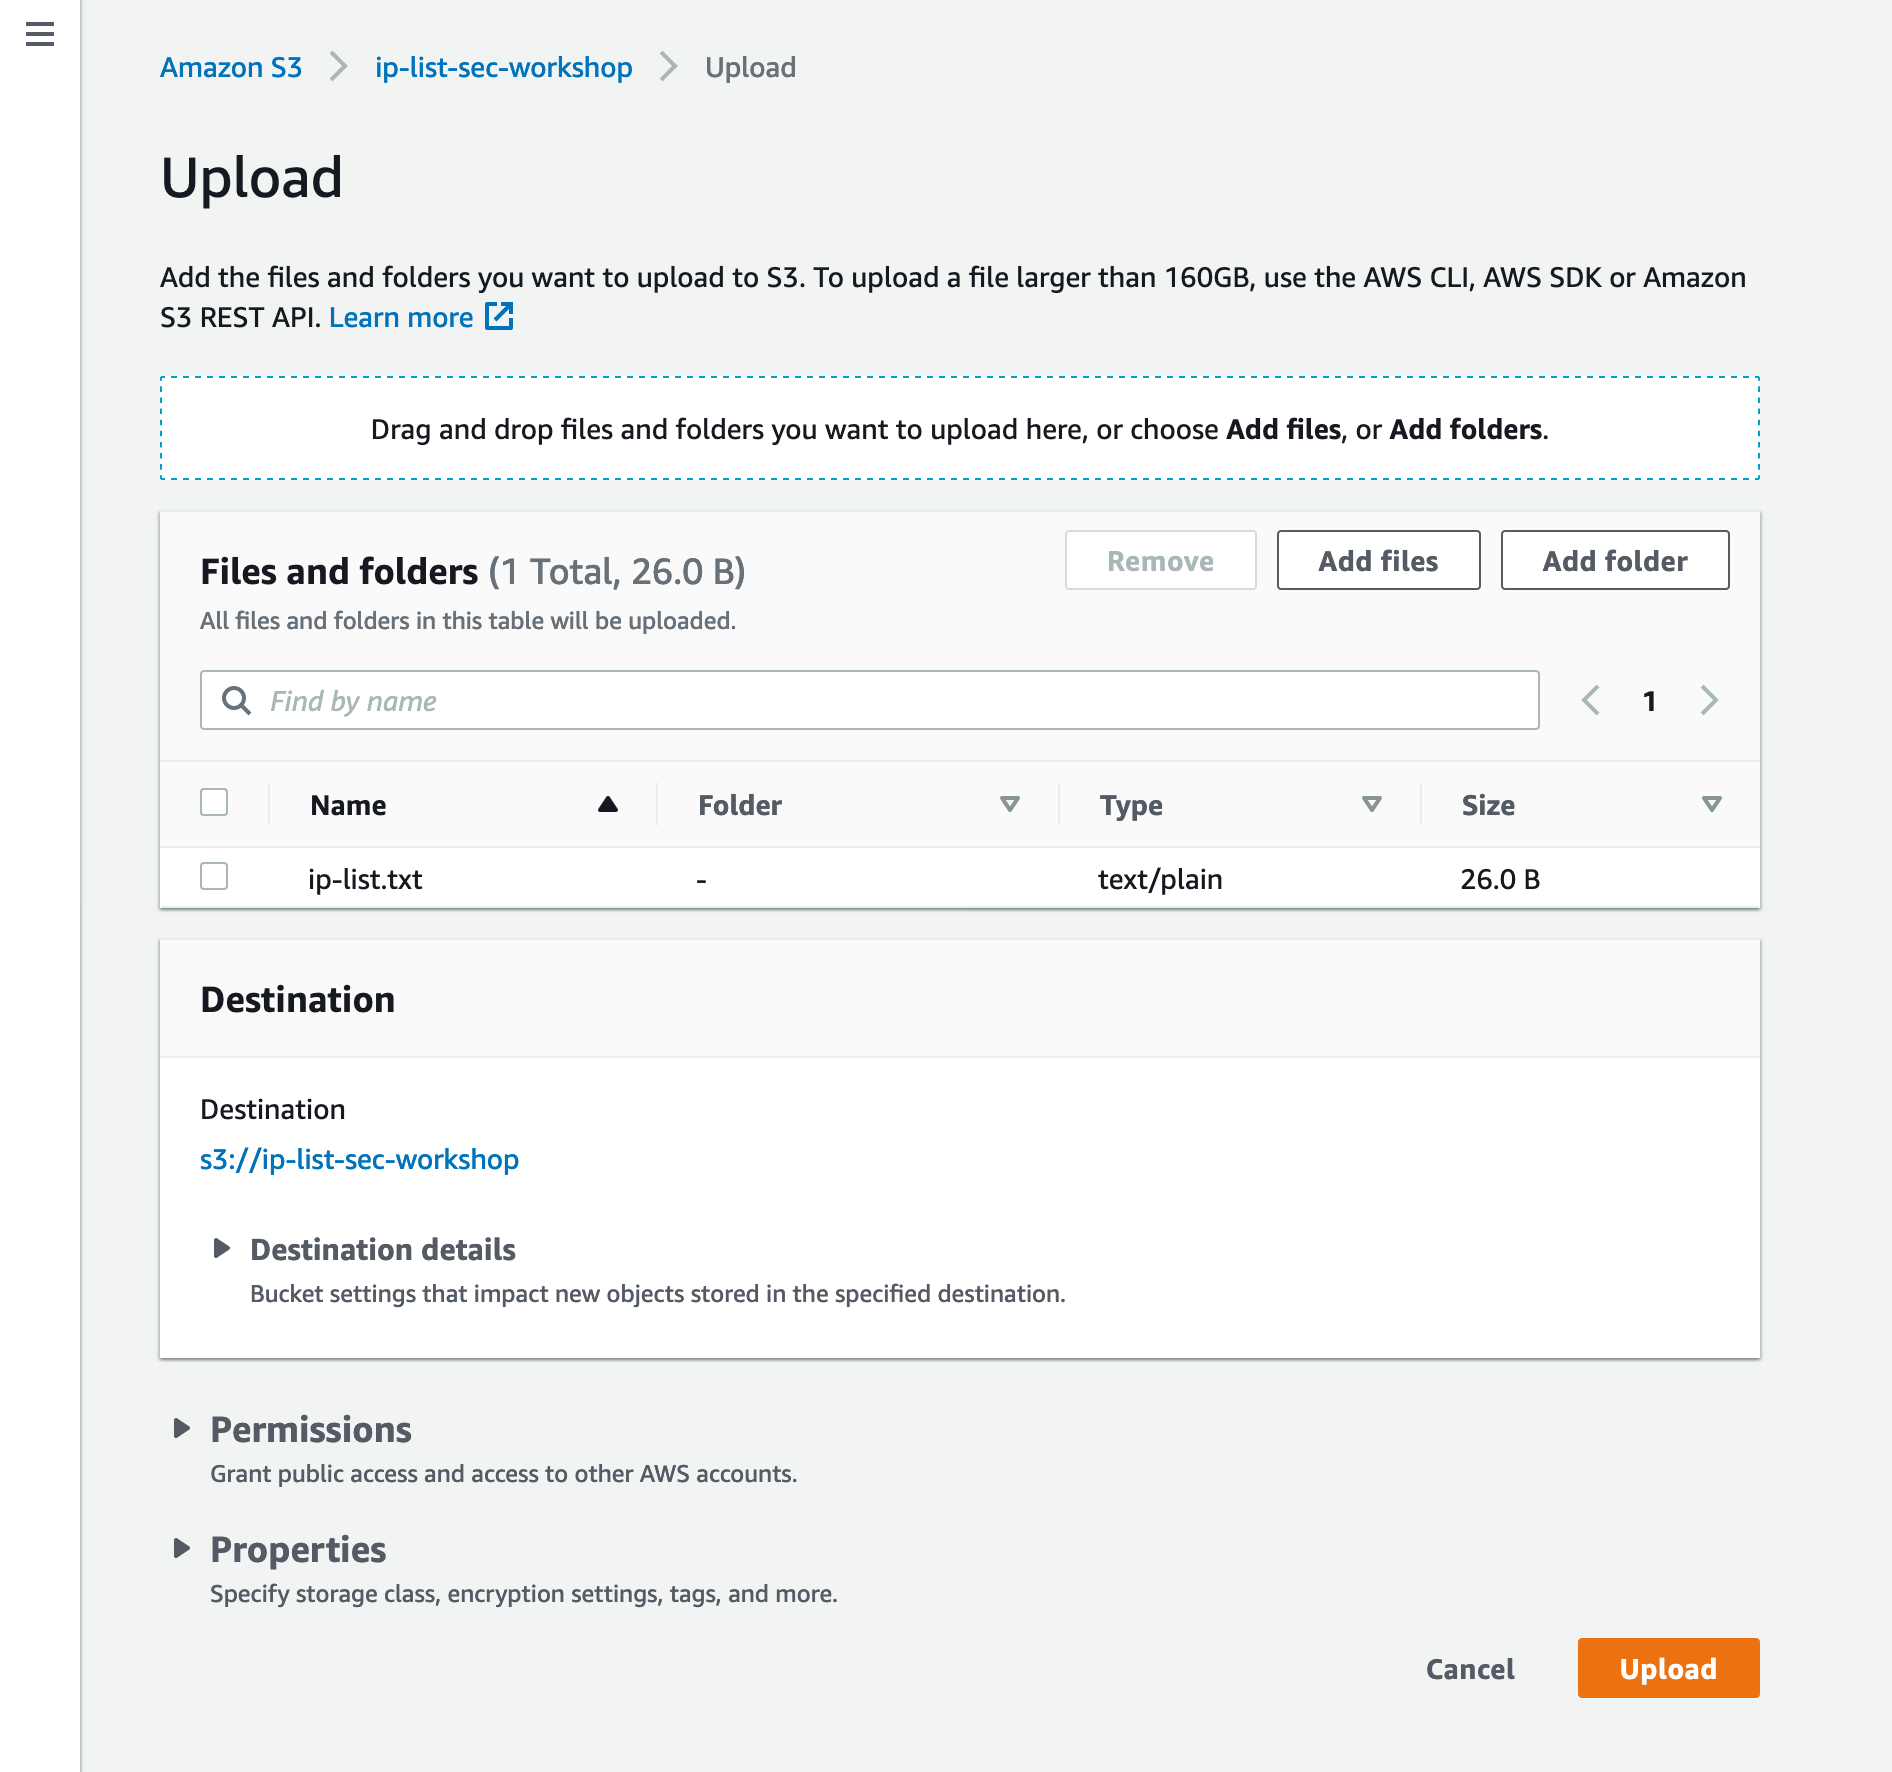 Amazon S3 ip-list-sec-workshop Upload
Upload
Add the files and folders you want to upload to S3. To upload a file larger than 160GB, use the AWS CLI, AWS SDK or Amazon
S3 REST API. Learn more
Drag and drop files and folders you want to upload here, or choose Add files, or Add folders.
Files and folders (1 Total, 26.0 B)
Remove Add files Add folder
All files and folders in this table will be uploaded.
Find by name 1
Name Folder Type Size
ip-list.txt - text/plain 26.0 B
Destination
Destination
s3://ip-list-sec-workshop
Destination details
Bucket settings that impact new objects stored in the specified destination.
Permissions
Grant public access and access to other AWS accounts.
Properties
Specify storage class, encryption settings, tags, and more.
Cancel Upload